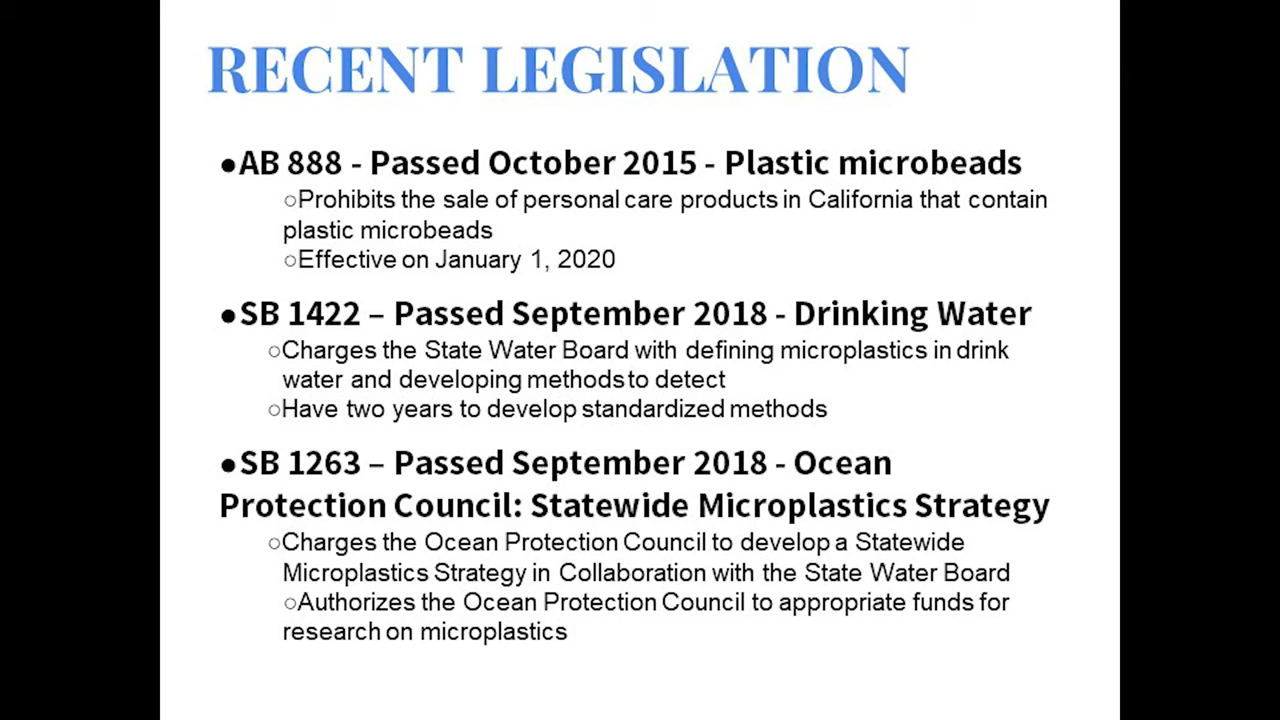 RECENT LEGISLATION
●AB 888 - Passed October 2015 - Plastic microbeads
○Prohibits the sale of personal care products in California that contain
plastic microbeads
○Effective on January 1, 2020
●SB 1422 – Passed September 2018 - Drinking Water
○Charges the State Water Board with defining microplastics in drink
water and developing methods to detect
○Have two years to develop standardized methods
●SB 1263 – Passed September 2018 - Ocean
Protection Council: Statewide Microplastics Strategy
○Charges the Ocean Protection Council to develop a Statewide
Microplastics Strategy in Collaboration with the State Water Board
○Authorizes the Ocean Protection Council to appropriate funds for
research on microplastics